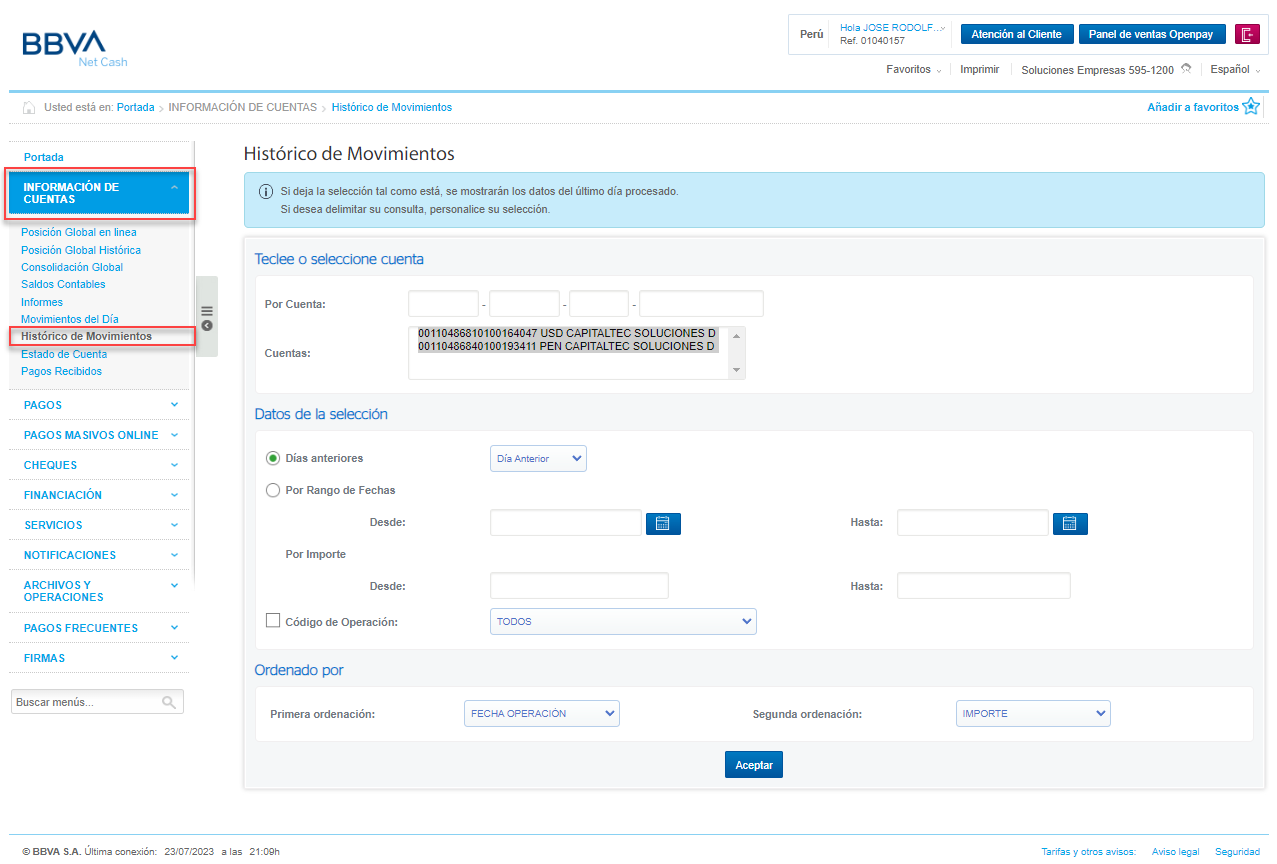 BBVA
Net Cash
Perú
Hola JOSE RODOLF...
Ref. 01040157
Atención al Cliente
Panel de ventas Openpay
Favoritos
Imprimir
Soluciones Empresas 595-1200
Español
Usted está en: Portada > INFORMACIÓN DE CUENTAS > Histórico de Movimientos
Añadir a favoritos
Portada
INFORMACIÓN DE
CUENTAS
Posición Global en linea
Posición Global Histórica
Consolidación Global
Saldos Contables
Informes
Movimientos del Día
Histórico de Movimientos
Estado de Cuenta
Pagos Recibidos
PAGOS
PAGOS MASIVOS ONLINE
CHEQUES
FINANCIACIÓN
SERVICIOS
NOTIFICACIONES
ARCHIVOS Y
OPERACIONES
PAGOS FRECUENTES
FIRMAS
Buscar menús...
Histórico de Movimientos
Si deja la selección tal como está, se mostrarán los datos del último día procesado.
Si desea delimitar su consulta, personalice su selección.
Teclee o seleccione cuenta
Por Cuenta: - - -
Cuentas:
00110486810100164047 USD CAPITALTEC SOLUCIONES D
00110486840100193411 PEN CAPITALTEC SOLUCIONES D
Datos de la selección
Días anteriores
Día Anterior
Por Rango de Fechas
Desde:
Hasta:
Por Importe
Desde:
Hasta:
Código de Operación:
TODOS
Ordenado por
Primera ordenación:
FECHA OPERACIÓN
Segunda ordenación:
IMPORTE
Aceptar
© BBVA S.A. Última conexión: 23/07/2023 a las 21:09h
Tarifas y otros avisos:
Aviso legal
Seguridad